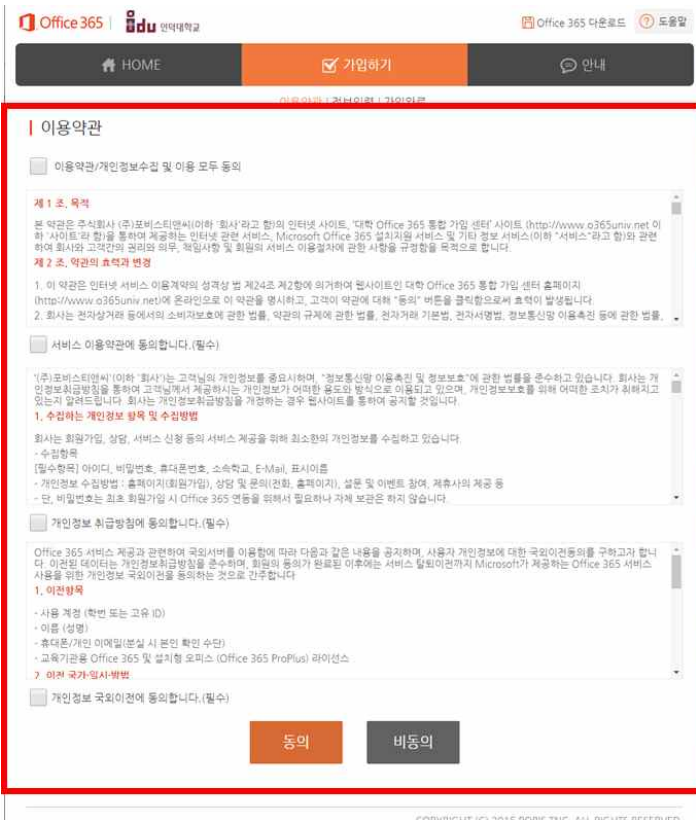 Office 365
idu 인덕대학교
Office 365 다운로드
도움말
HOME
가입하기
안내
이용약관 | 정보입력 | 가입완료
이용약관
이용약관/개인정보수집 및 이용 모두 동의
제 1 조, 목적
본 약관은 주식회사 (주)포비스티앤씨(이하 '회사'라고 함)의 인터넷 사이트, '대학 Office 365 통합 가입 센터' 사이트 (http://www.o365univ.net 이
하 '사이트'라 함)을 통하여 제공하는 인터넷 관련 서비스, Microsoft Office 365 설치지원 서비스 및 기타 정보 서비스(이하 "서비스"라고 함)와 관련
하여 회사와 고객간의 권리와 의무, 책임사항 및 회원의 서비스 이용절차에 관한 사항을 규정함을 목적으로 합니다.
제 2 조, 약관의 효력과 변경
1. 이 약관은 인터넷 서비스 이용계약의 성격상 법 제24조 제2항에 의거하여 웹사이트인 대학 Office 365 통합 가입 센터 홈페이지
(http://www.o365univ.net)에 온라인으로 이 약관을 명시하고, 고객이 약관에 대해 "동의" 버튼을 클릭함으로써 효력이 발생됩니다.
2. 회사는 전자상거래 등에서의 소비자보호에 관한 법률, 약관의 규제에 관한 법률, 전자거래 기본법, 전자서명법, 정보통신망 이용촉진 등에 관한 법률,
서비스 이용약관에 동의합니다.(필수)
'(주)포비스티앤씨'(이하 '회사'는 고객님의 개인정보를 중요시하며, "정보통신망 이용촉진 및 정보보호"에 관한 법률을 준수하고 있습니다. 회사는 개
인정보취급방침을 통하여 고객님께서 제공하시는 개인정보가 어떠한 용도와 방식으로 이용되고 있으며, 개인정보보호를 위해 어떠한 조치가 취해지고
있는지 알려드립니다. 회사는 개인정보취급방침을 개정하는 경우 웹사이트를 통하여 공지할 것입니다.
1. 수집하는 개인정보 항목 및 수집방법
회사는 회원가입, 상담, 서비스 신청 등의 서비스 제공을 위해 최소한의 개인정보를 수집하고 있습니다.
- 수집항목
[필수항목] 아이디, 비밀번호, 휴대폰번호, 소속학교, E-Mail, 표시이름
- 개인정보 수집방법 : 홈페이지(회원가입), 상담 및 문의(전화, 홈페이지), 설문 및 이벤트 참여, 제휴사의 제공 등
- 단, 비밀번호는 최초 회원가입 시 Office 365 연동을 위해서 필요하나 자체 보관은 하지 않습니다.
개인정보 취급방침에 동의합니다.(필수)
Office 365 서비스 제공과 관련하여 국외서버를 이용함에 따라 다음과 같은 내용을 공지하며, 사용자 개인정보에 대한 국외이전동의를 구하고자 합니
다. 이전된 데이터는 개인정보취급방침을 준수하며, 회원의 동의가 완료된 이후에는 서비스 탈퇴이전까지 Microsoft가 제공하는 Office 365 서비스
사용을 위한 개인정보 국외이전을 동의하는 것으로 간주합니다
1. 이전항목
- 사용 계정 (학번 또는 고유 ID)
- 이름 (성명)
- 휴대폰/개인 이메일(분실 시 본인 확인 수단)
- 교육기관용 Office 365 및 설치형 오피스 (Office 365 ProPlus) 라이선스
2. 이전 국가·일시·방법
개인정보 국외이전에 동의합니다.(필수)
동의
비동의
COPYRIGHT (C) 2015 POBIS TNC. ALL RIGHTS RESERVED.